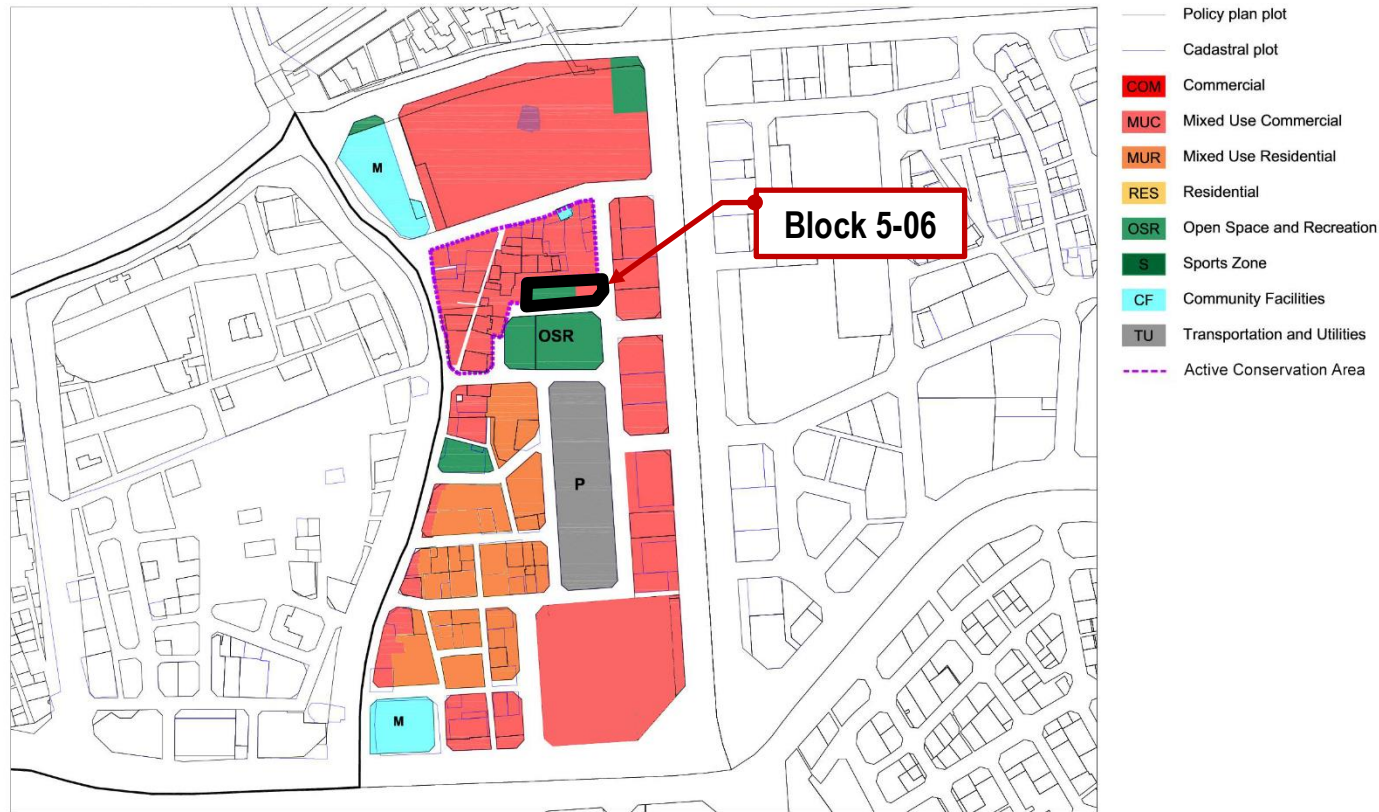 Policy plan plot
Cadastral plot
COM Commercial
MUC Mixed Use Commercial
MUR Mixed Use Residential
RES Residential
OSR Open Space and Recreation
S Sports Zone
CF Community Facilities
TU Transportation and Utilities
Active Conservation Area
M
Block 5-06
OSR
P
M